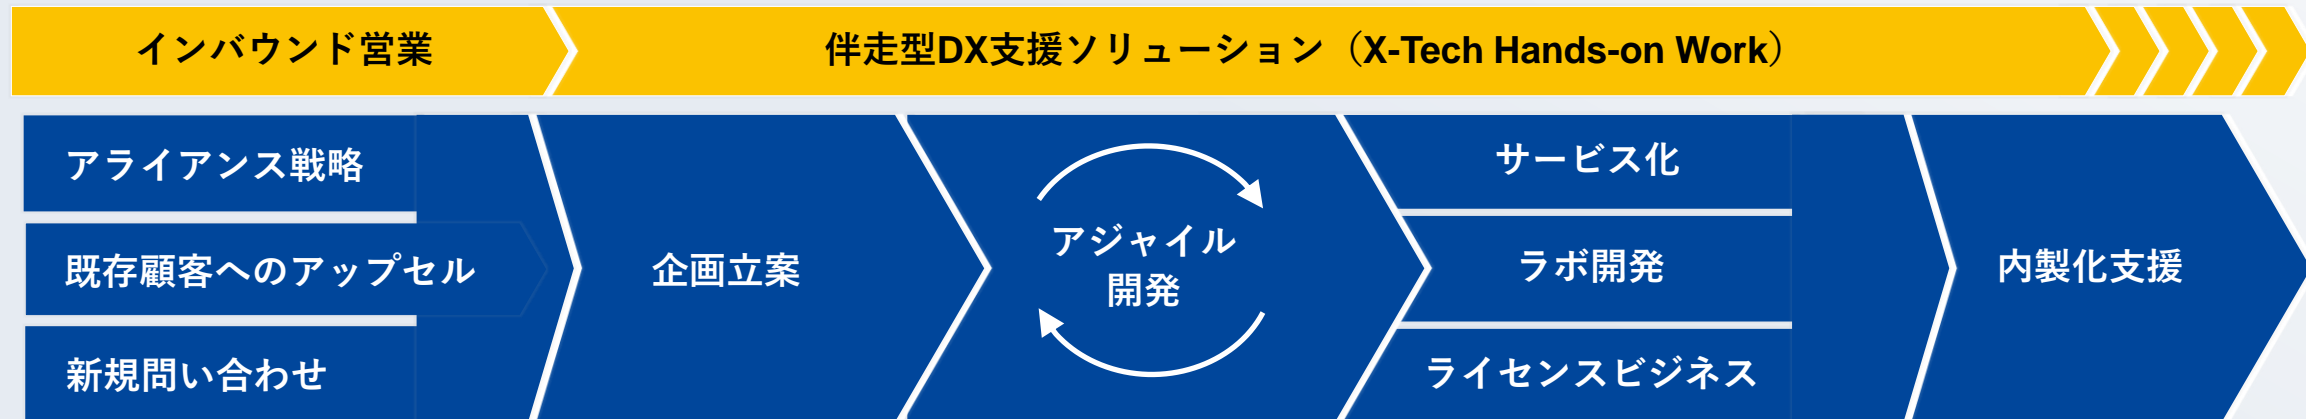 インバウンド営業
伴走型DX支援ソリューション（X-Tech Hands-on Work）
アライアンス戦略
既存顧客へのアップセル
新規問い合わせ
企画立案
アジャイル
開発
サービス化
ラボ開発
ライセンスビジネス
内製化支援